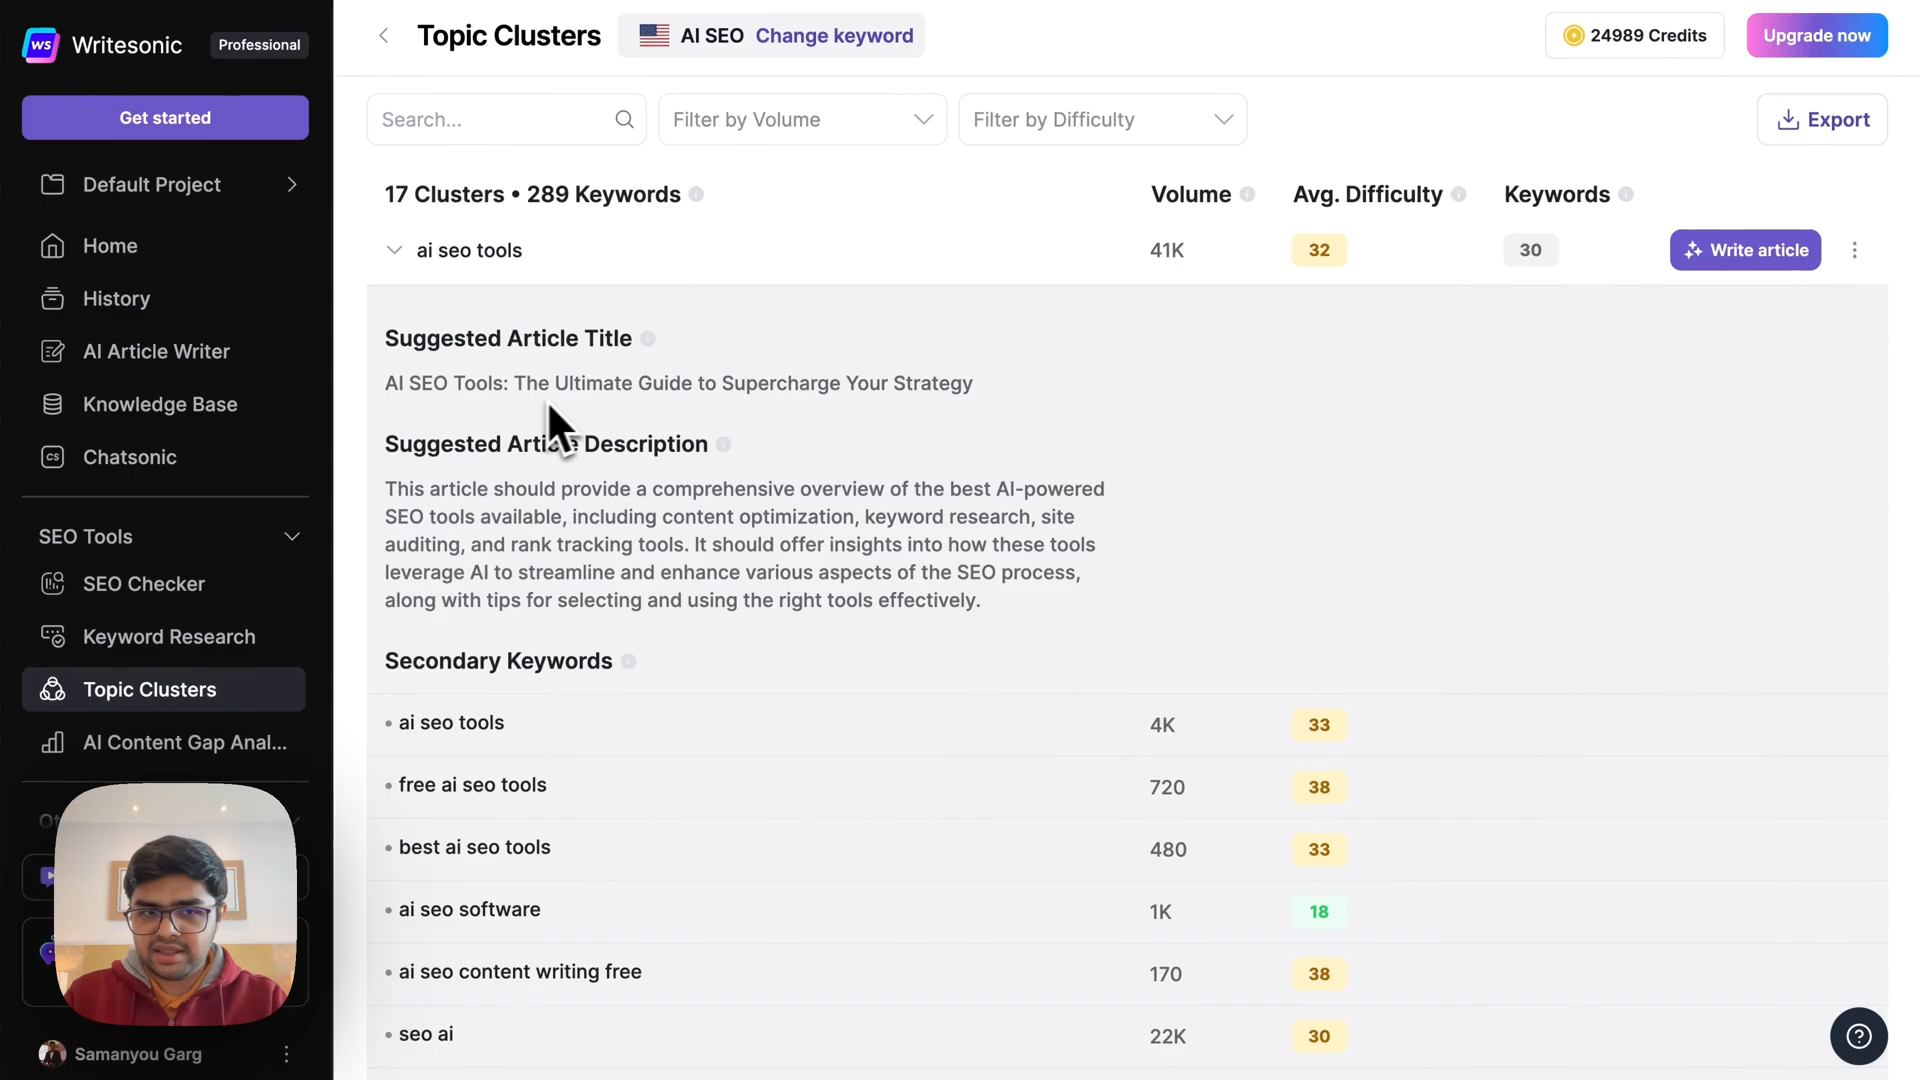 WS Writesonic Professional
Topic Clusters AI SEO Change keyword 24989 Credits Upgrade now
Get started
Search... Filter by Volume Filter by Difficulty Export
Default Project
17 Clusters • 289 Keywords Volume Avg. Difficulty Keywords
Home
ai seo tools 41K 32 30 Write article
History
Suggested Article Title
AI Article Writer
AI SEO Tools: The Ultimate Guide to Supercharge Your Strategy
Knowledge Base
Suggested Article Description
CS Chatsonic
This article should provide a comprehensive overview of the best AI-powered
SEO tools available, including content optimization, keyword research, site
auditing, and rank tracking tools. It should offer insights into how these tools
leverage AI to streamline and enhance various aspects of the SEO process,
along with tips for selecting and using the right tools effectively.
SEO Tools
SEO Checker
Keyword Research
Secondary Keywords
Topic Clusters
• ai seo tools 4K 33
AI Content Gap Anal...
• free ai seo tools 720 38
• best ai seo tools 480 33
• ai seo software 1K 18
• ai seo content writing free 170 38
• seo ai 22K 30
Samanyou Garg